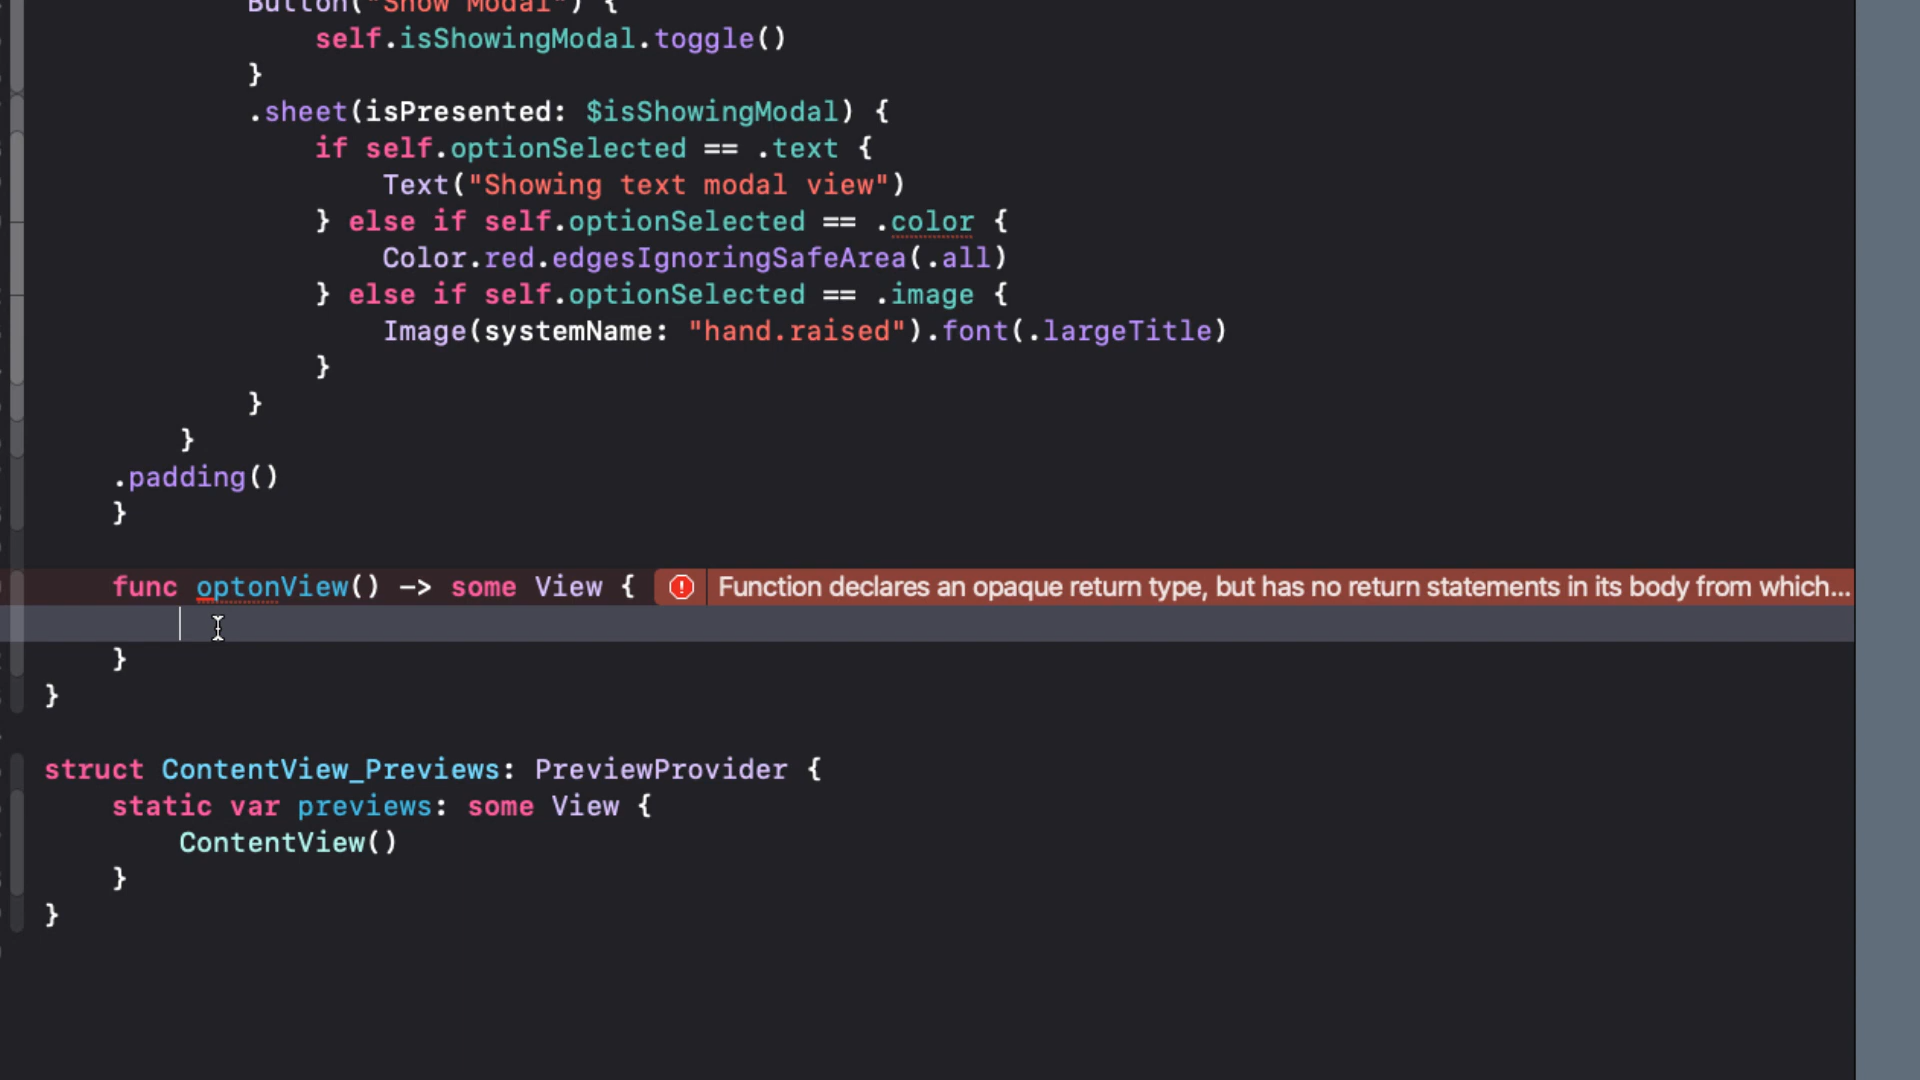 Button("Show Modal") {
self.isShowingModal.toggle()
}
.sheet(isPresented: $isShowingModal) {
if self.optionSelected == .text {
Text("Showing text modal view")
} else if self.optionSelected == .color {
Color.red.edgesIgnoringSafeArea(.all)
} else if self.optionSelected == .image {
Image(systemName: "hand.raised").font(.largeTitle)
}
}
}
.padding()
}
func optonView() -> some View { Function declares an opaque return type, but has no return statements in its body from which...
}
}
struct ContentView_Previews: PreviewProvider {
static var previews: some View {
ContentView()
}
}